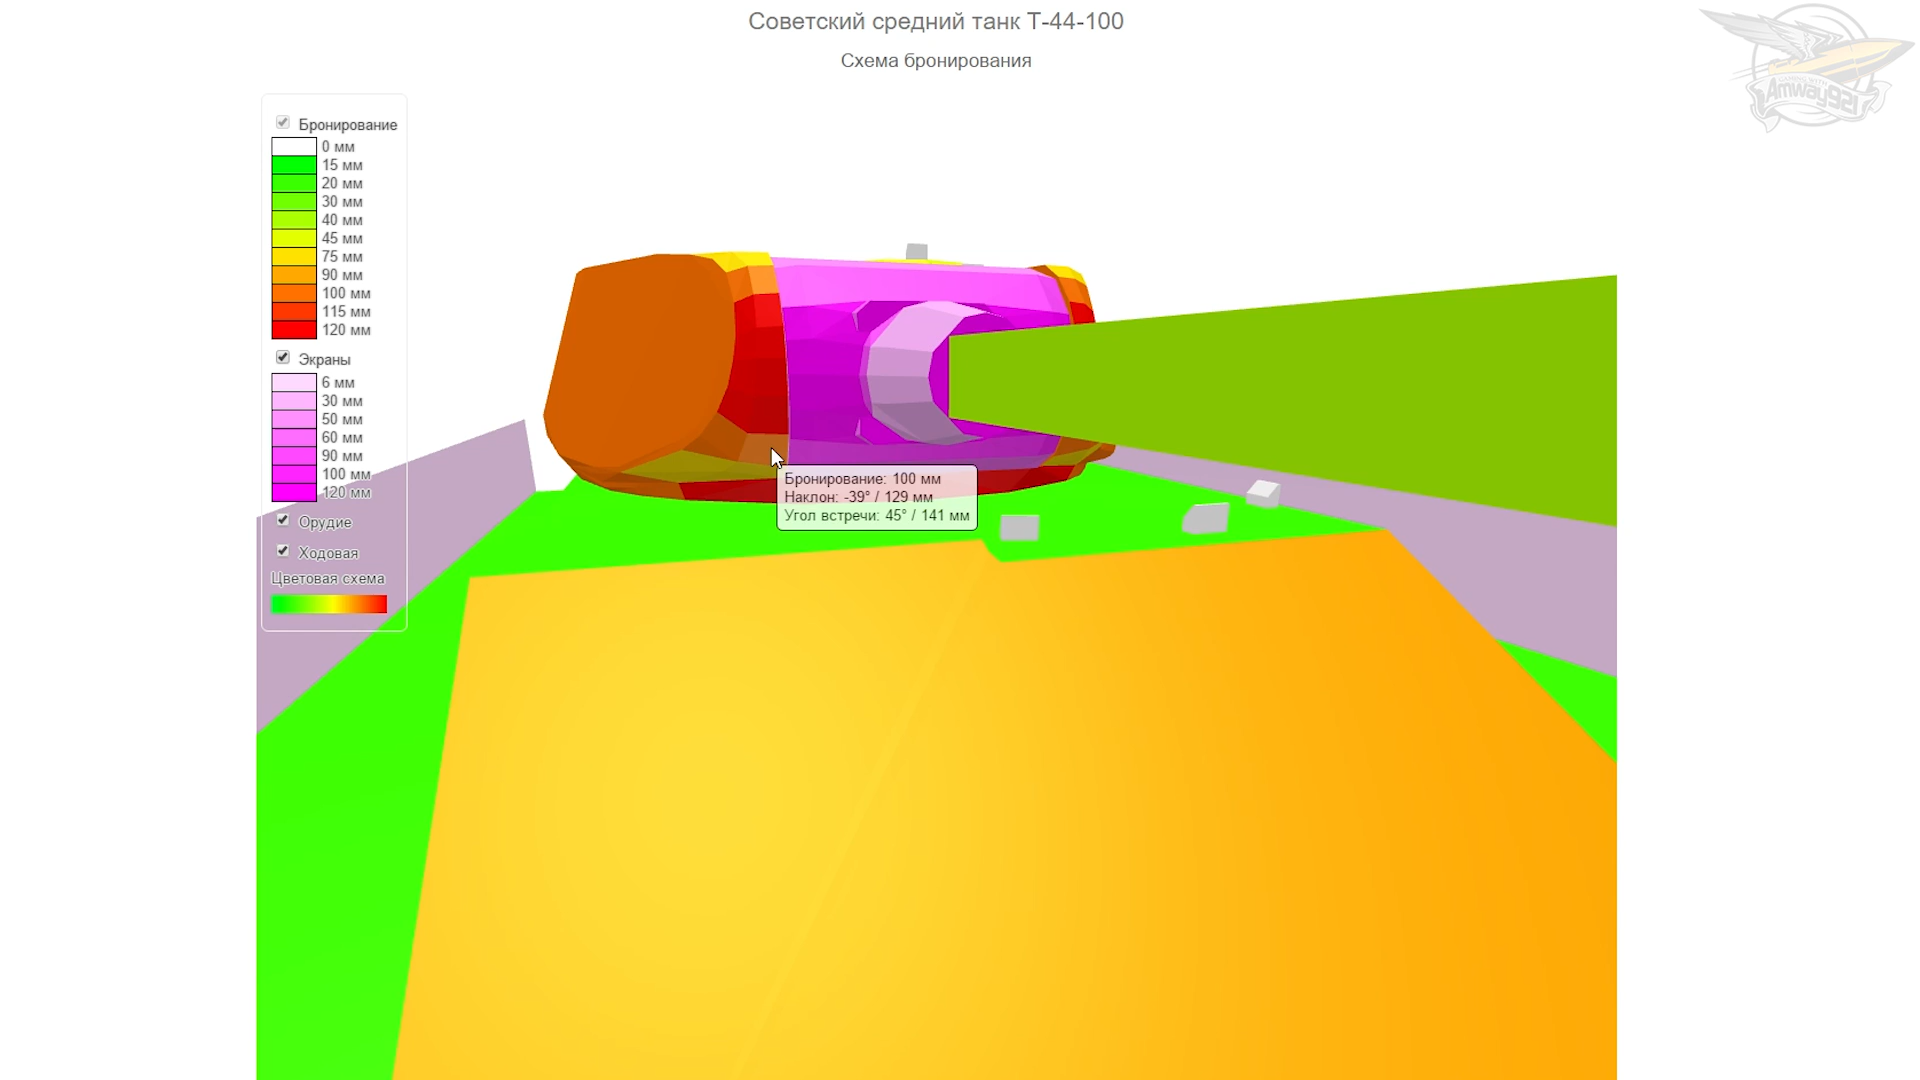 Советский средний танк Т-44-100
Схема бронирования
Amway921
Бронирование
0 мм
15 мм
20 мм
30 мм
40 мм
45 мм
75 мм
90 мм
100 мм
115 мм
120 мм
Экраны
6 мм
30 мм
50 мм
60 мм
90 мм
100 мм
120 мм
Орудие
Ходовая
Цветовая схема
Бронирование: 100 мм
Наклон: -39° / 129 мм
Угол встречи: 45° / 141 мм